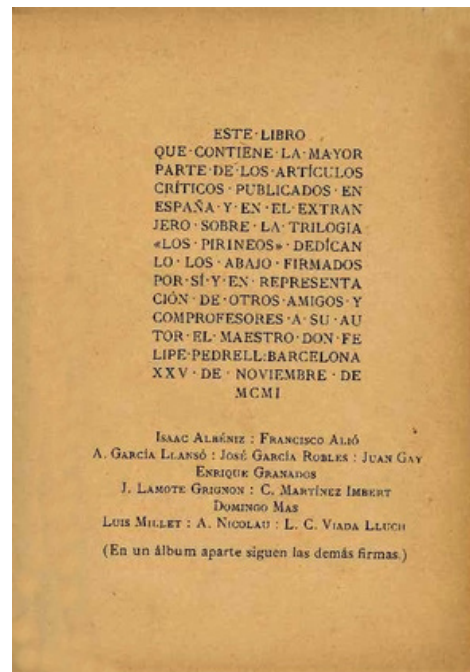 ESTE·LIBRO
QUE·CONTIENE·LA·MAYOR
PARTE·DE·LOS·ARTÍCULOS
CRÍTICOS·PUBLICADOS·EN
ESPAÑA·Y·EN·EL·EXTRAN
JERO·SOBRE·LA·TRILOGIA
«LOS·PIRINEOS»·DEDÍCAN
LO·LOS·ABAJO·FIRMADOS
POR·SÍ·Y·EN·REPRESENTA
CIÓN·DE·OTROS·AMIGOS·Y
COMPROFESORES·A·SU·AU
TOR·EL·MAESTRO·DON·FE
LIPE·PEDRELL:BARCELONA
XXV·DE·NOVIEMBRE·DE
MCMI
Isaac Albéniz : Francisco Alió
A. García Llansó : José García Robles : Juan Gay
Enrique Granados
J. Lamote Grignon : C. Martínez Imbert
Domingo Mas
Luis Millet : A. Nicolau : L. C. Viada Lluch
(En un álbum aparte siguen las demás firmas.)